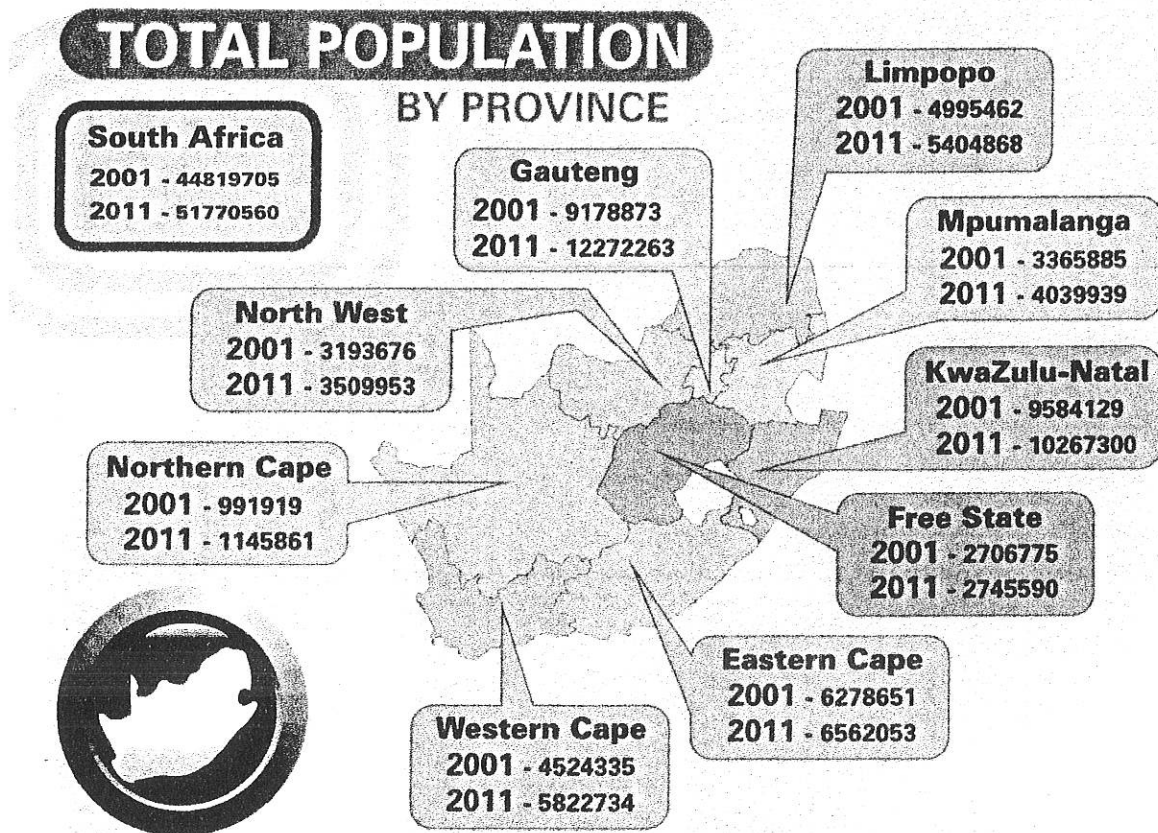 TOTAL POPULATION
BY PROVINCE
South Africa
2001 - 44819705
2011 - 51770560
Limpopo
2001 - 4995462
2011 - 5404868
Gauteng
2001 - 9178873
2011 - 12272263
Mpumalanga
2001 - 3365885
2011 - 4039939
North West
2001 - 3193676
2011 - 3509953
KwaZulu-Natal
2001 - 9584129
2011 - 10267300
Northern Cape
2001 - 991919
2011 - 1145861
Free State
2001 - 2706775
2011 - 2745590
Eastern Cape
2001 - 6278651
2011 - 6562053
Western Cape
2001 - 4524335
2011 - 5822734